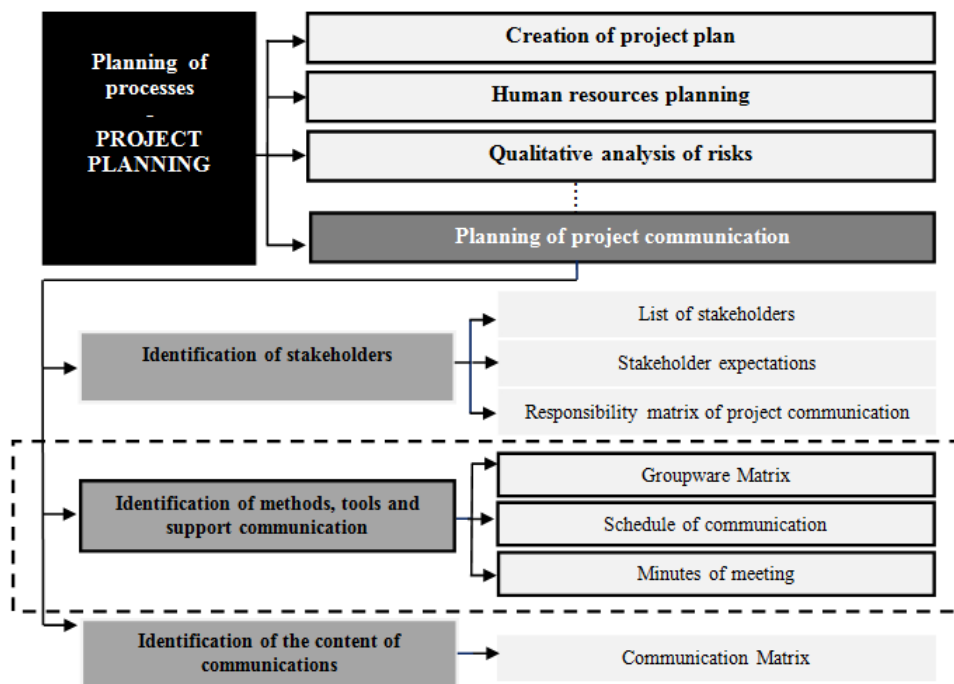 Planning of
processes
-
PROJECT
PLANNING
Creation of project plan
Human resources planning
Qualitative analysis of risks
Planning of project communication
Identification of stakeholders
List of stakeholders
Stakeholder expectations
Responsibility matrix of project communication
Identification of methods, tools and
support communication
Groupware Matrix
Schedule of communication
Minutes of meeting
Identification of the content of
communications
Communication Matrix